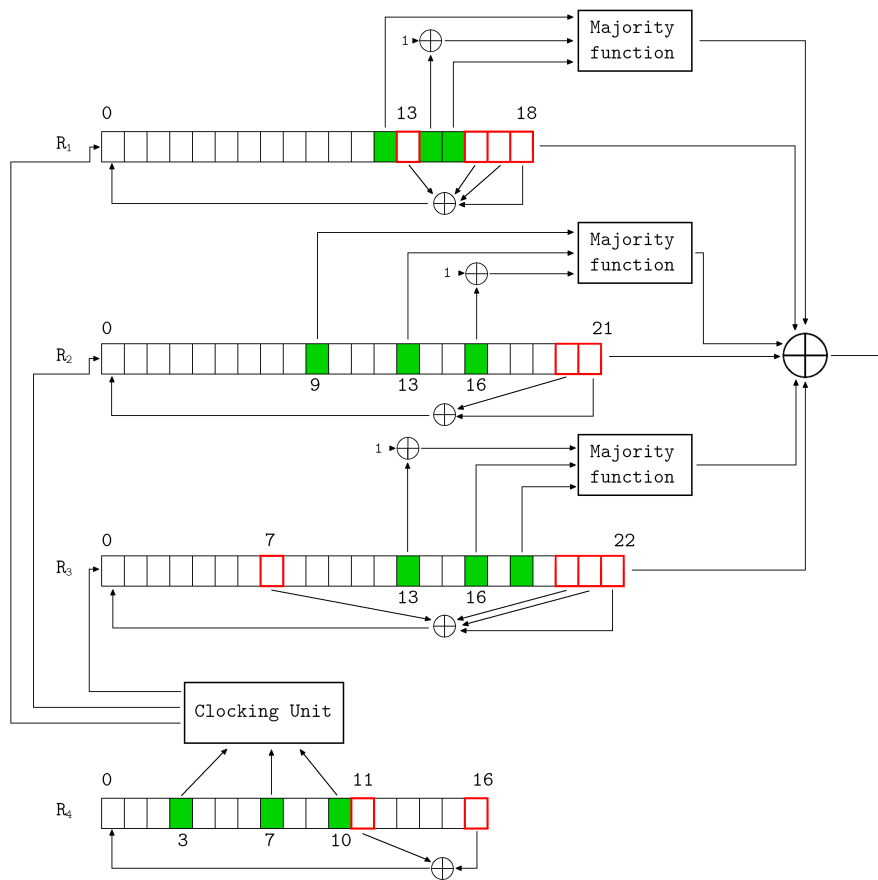 Majority
function
1
0
13
18
R1
Majority
function
1
0
21
R2
9
13
16
Majority
function
1
0
7
22
R3
13
16
Clocking Unit
0
11
16
R4
3
7
10